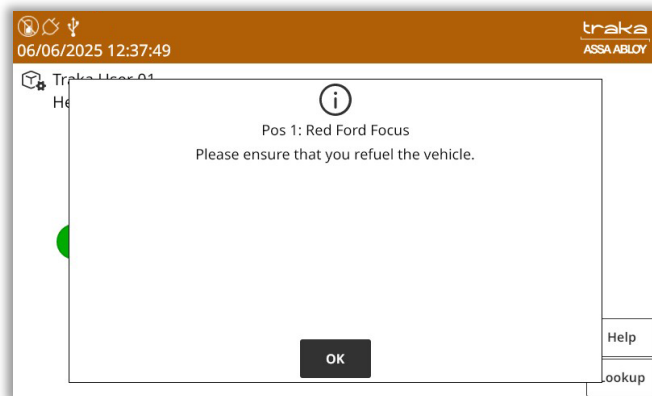 traka
06/06/2025 12:37:49
ASSA ABLOY
Pos 1: Red Ford Focus
Please ensure that you refuel the vehicle.
OK
Help